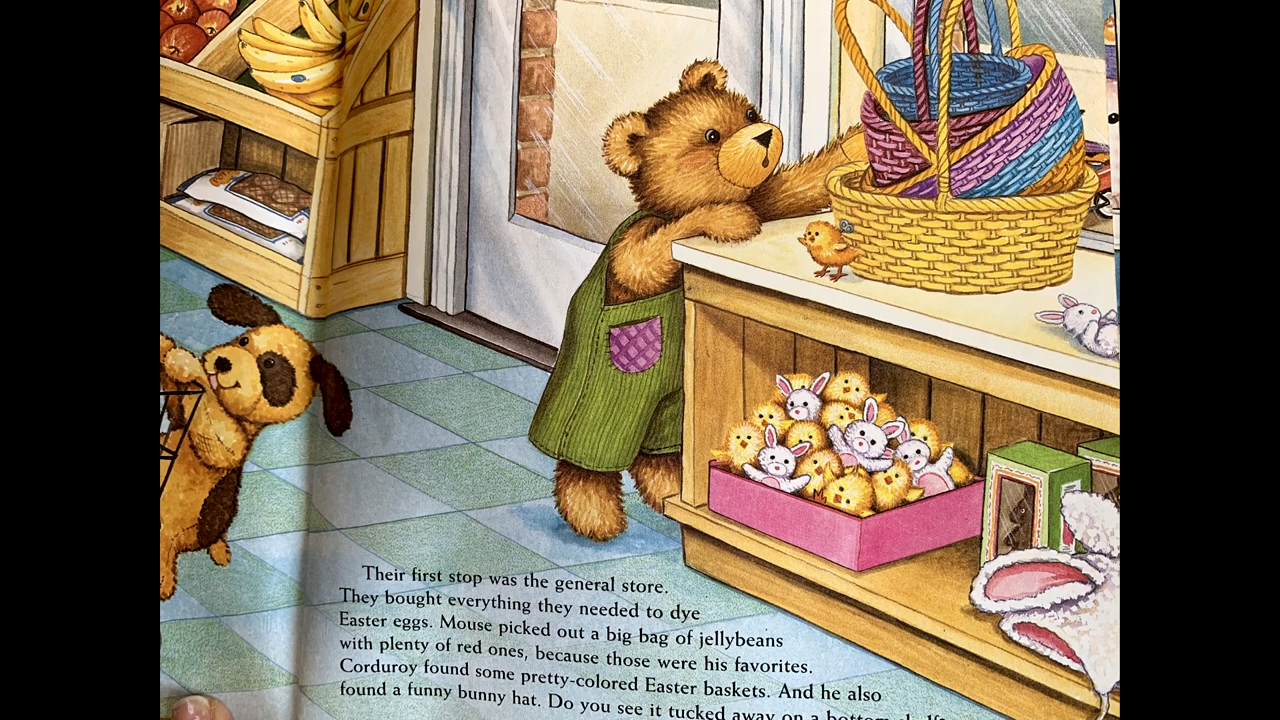 Their first stop was the general store.
They bought everything they needed to dye
Easter eggs. Mouse picked out a big bag of jellybeans
with plenty of red ones, because those were his favorites.
Corduroy found some pretty-colored Easter baskets. And he also
found a funny bunny hat. Do you see it tucked away on a bottom shelf